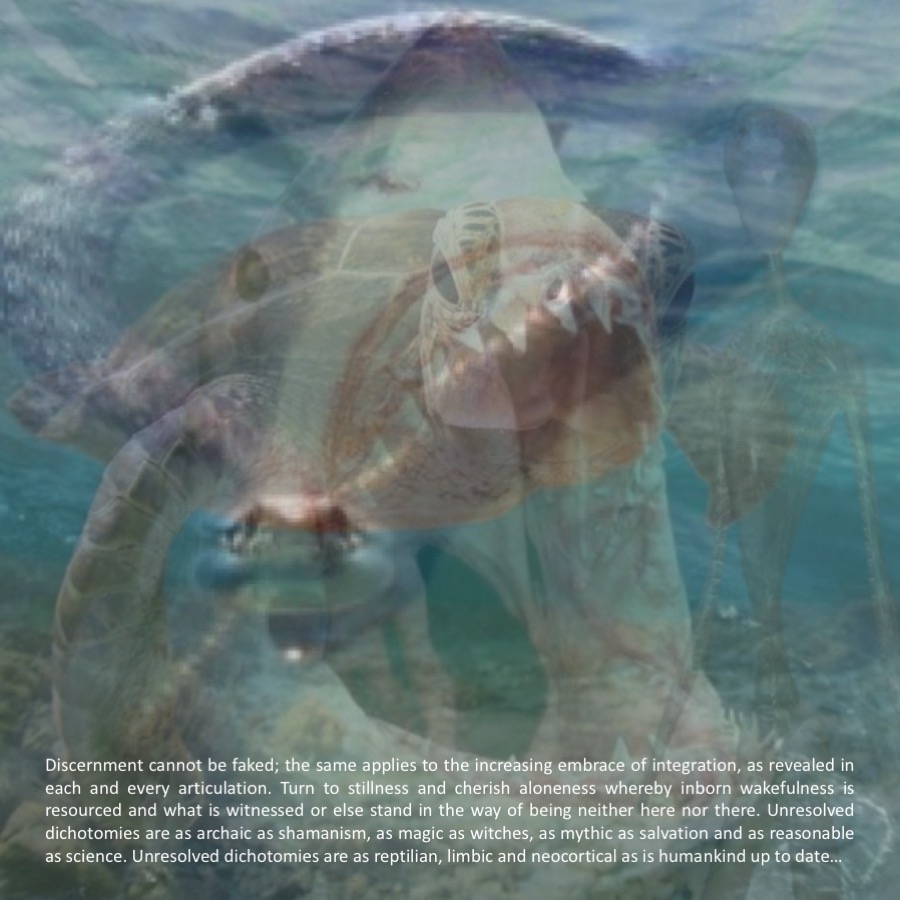 Discernment cannot be faked; the same applies to the increasing embrace of integration, as revealed in
each and every articulation. Turn to stillness and cherish aloneness whereby inborn wakefulness is
resourced and what is witnessed or else stand in the way of being neither here nor there. Unresolved
dichotomies are as archaic as shamanism, as magic as witches, as mythic as salvation and as reasonable
as science. Unresolved dichotomies are as reptilian, limbic and neocortical as is humankind up to date...